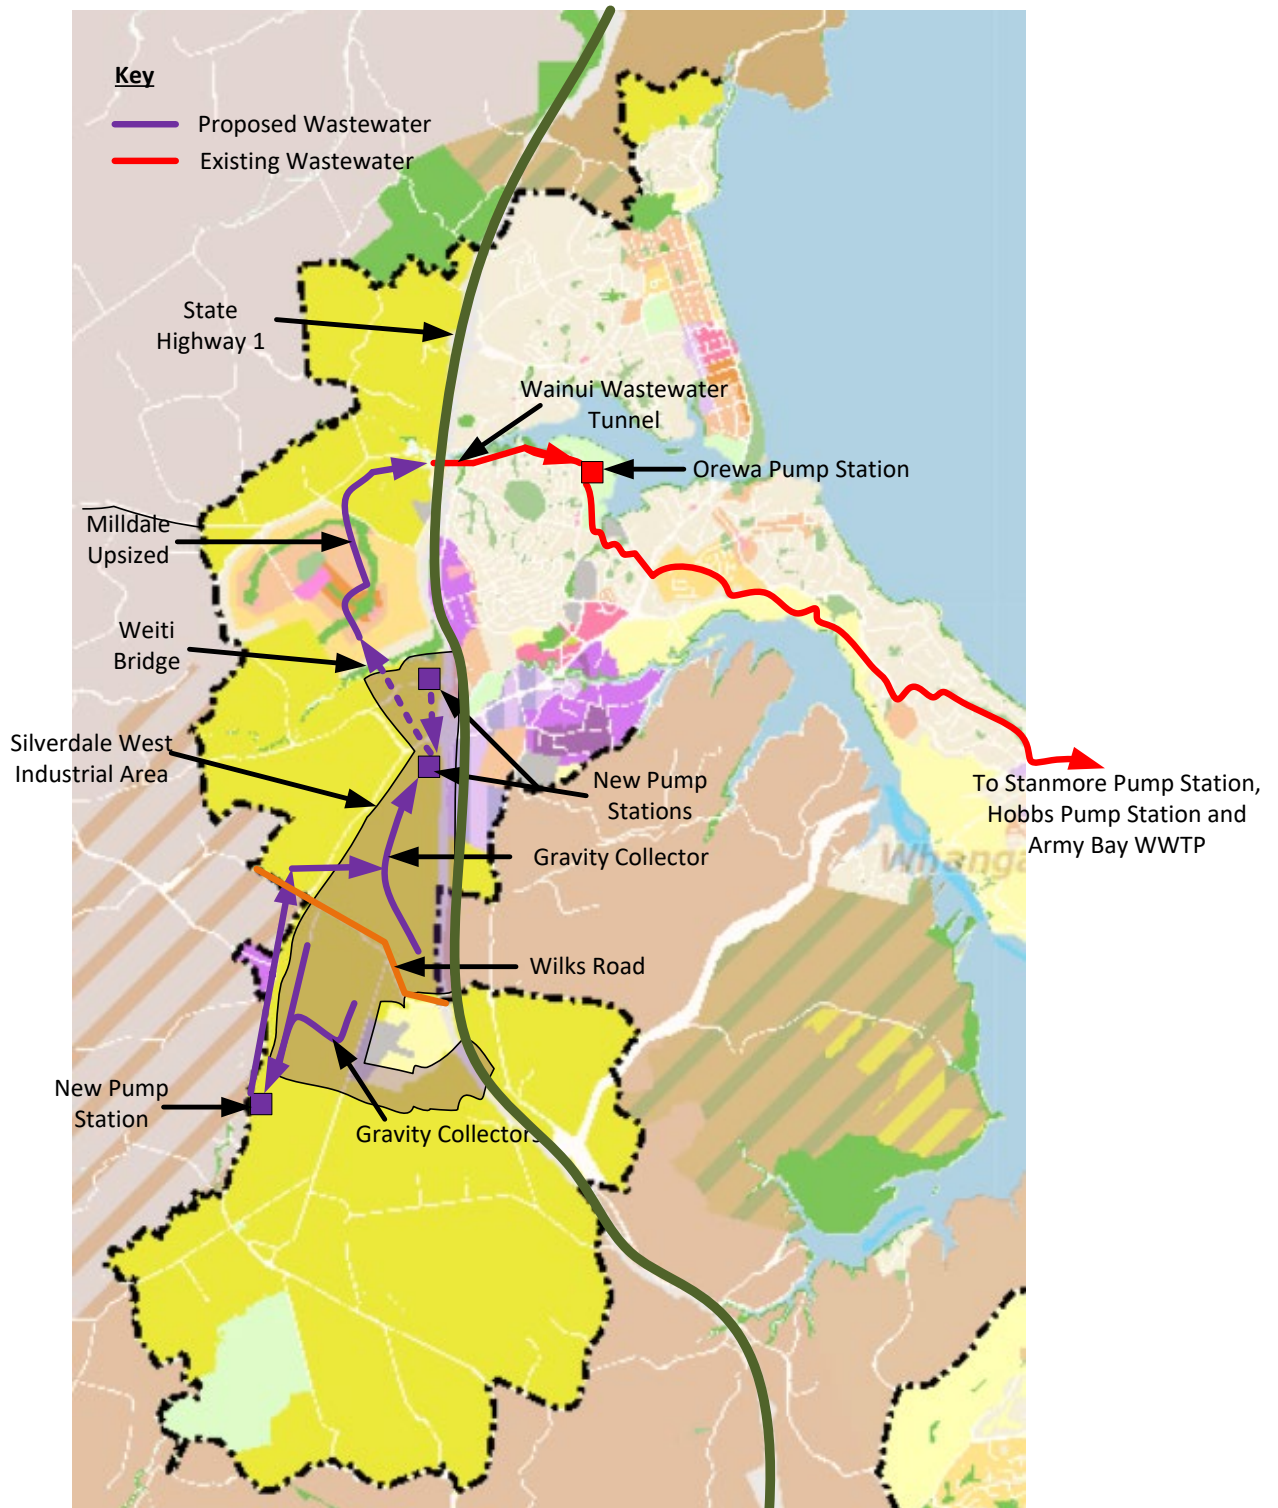 Key
Proposed Wastewater
Existing Wastewater
State
Highway 1
Wainui Wastewater
Tunnel
Orewa Pump Station
Milldale
Upsized
Weiti
Bridge
Silverdale West
Industrial Area
New Pump
Stations
To Stanmore Pump Station,
Hobbs Pump Station and
Army Bay WWTP
Gravity Collector
Whanga
Wilks Road
New Pump
Station
Gravity Collectors